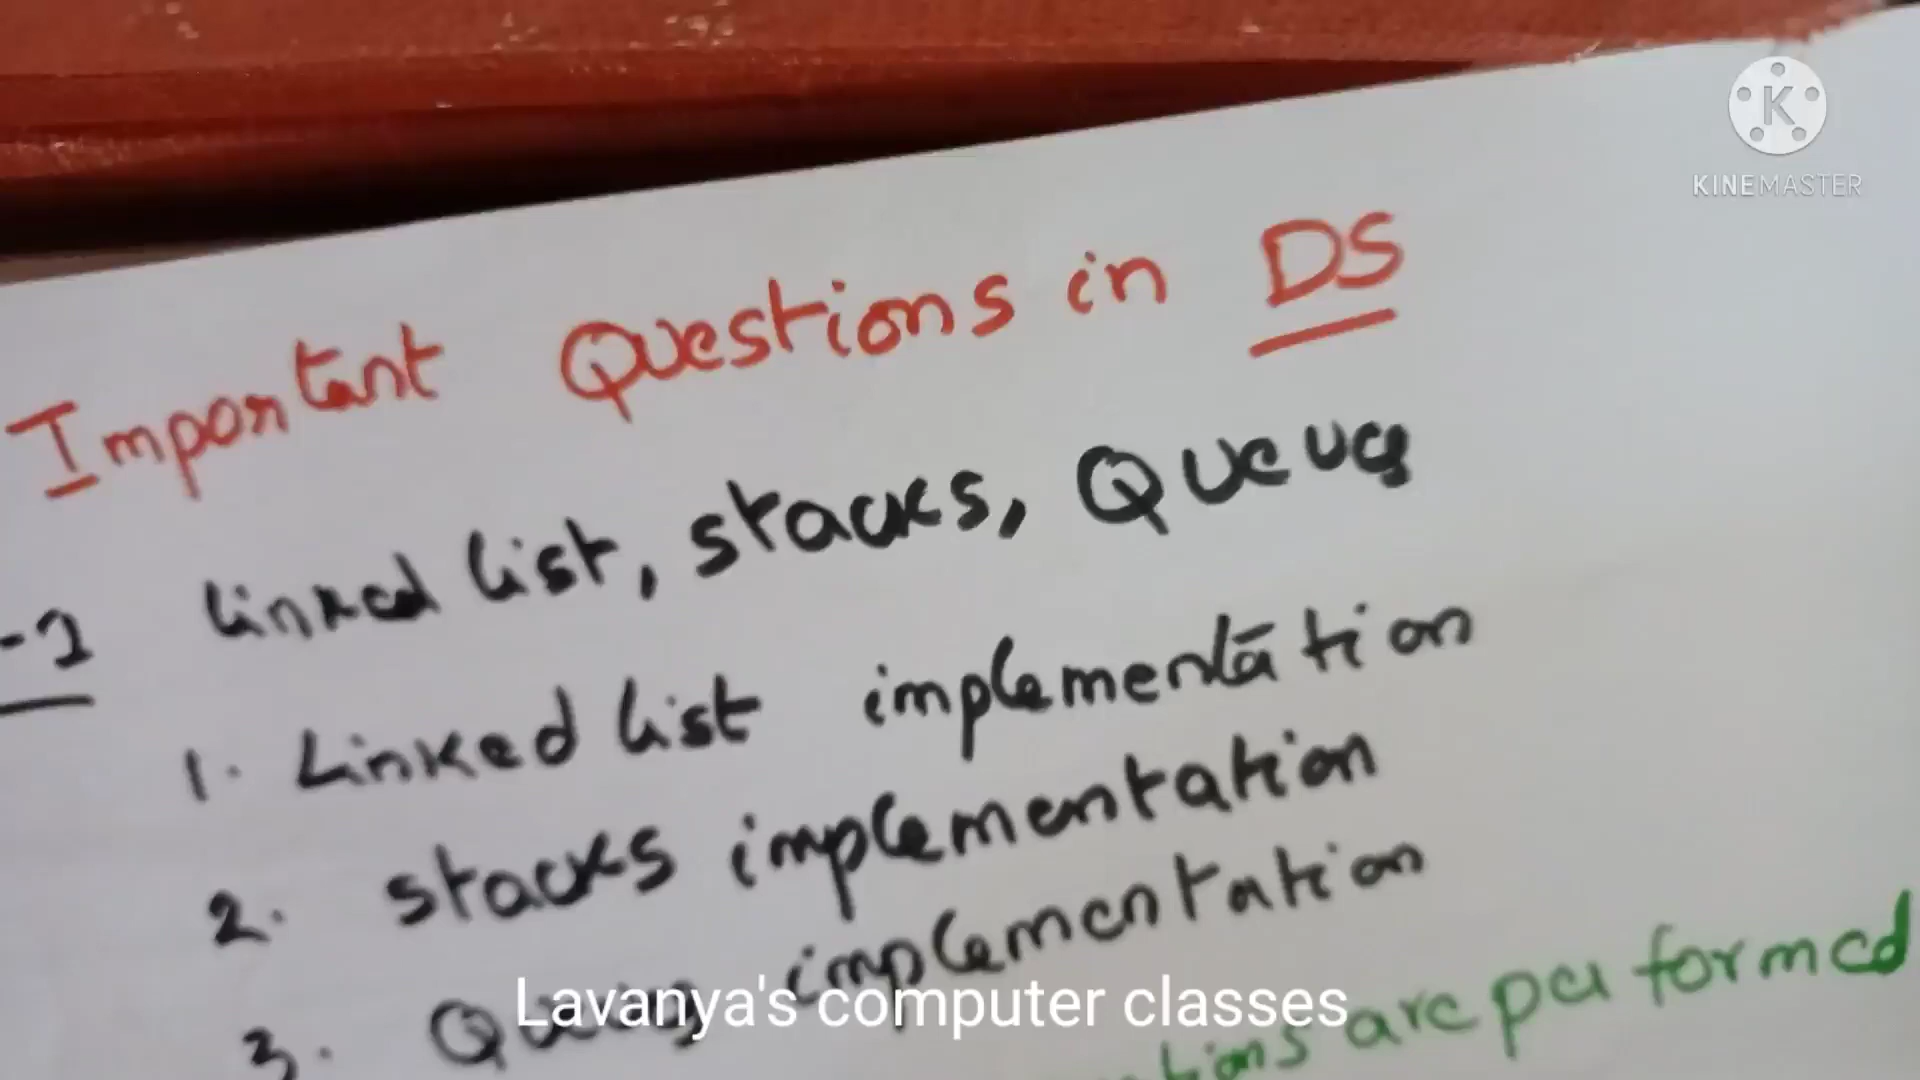 KINEMASTER
Important Questions in DS
-1 linked list, stacks, Queues
1. Linked list implementation
2. stacks implementation
3. Queues implementation
Lavanya's computer classes
are performed